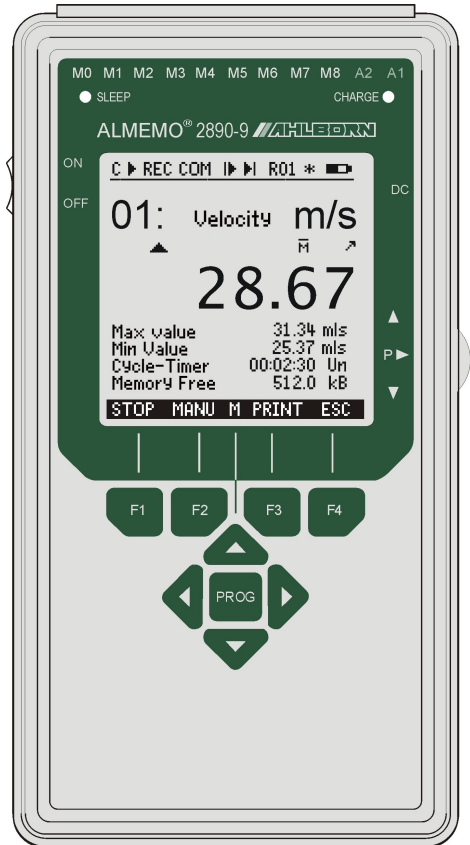 M0 M1 M2 M3 M4 M5 M6 M7 M8 A2 A1
SLEEP CHARGE
ALMEMO® 2890-9 AHLBORN
ON
OFF
DC
C REC COM R01 *
01: Velocity m/s
M
28.67
Max value 31.34 mls
Min Value 25.37 mls
Cycle-Timer 00:02:30 Un
Memory Free 512.0 kB
P
STOP MANU M PRINT ESC
F1 F2 F3 F4
PROG